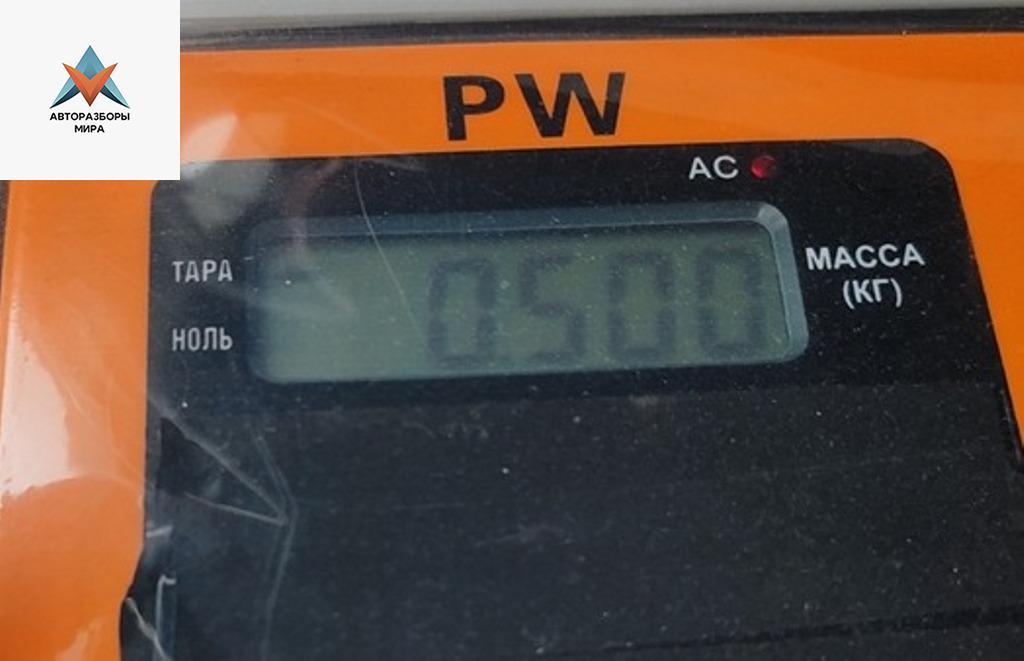 АВТОРАЗБОРЫ
МИРА
PW
AC
ТАРА
0.500
МАССА
(КГ)
НОЛЬ